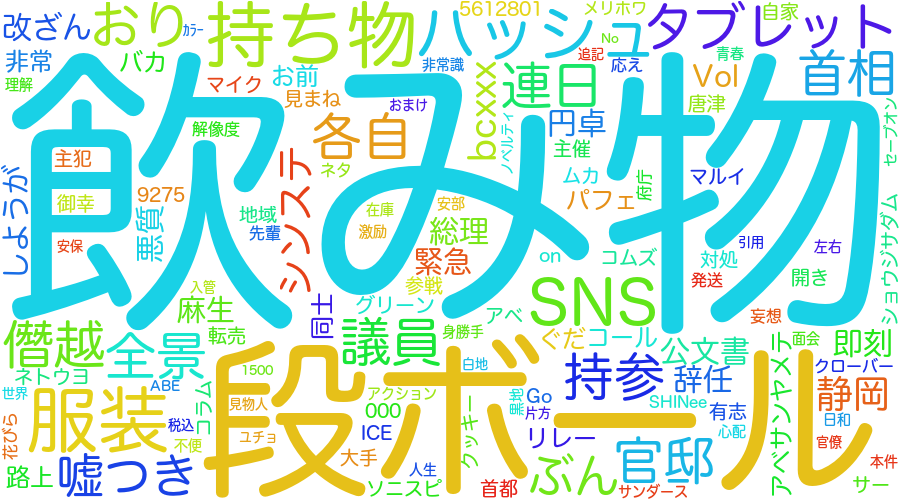 改ざん
おり
ｶﾗｰ
持ち物
ハッシュ
5612801
メリホワ
タブレット
自家
非常
バカ
理解
マイク
お前
見まね
非常識
おまけ
No
追記
応え
青春
首相
bcxxx
連日
Vol
唐津
セーブオン
飲み物
解像度
各自
ノベルティ
円卓
主催
主犯
ネタ
ムカ
府庁
マルイ
しょうが
御幸
9275
悪質
地域
先輩
シンステ
在庫
安部
激励
総理
パフェ
引用
左右
ショウジサダム
安保
緊急
on
コムズ
対処
発送
開き
入管
参戦
麻生
転売
同士
グリーン
アベ
SNS
妄想
僭越
全景
議員
身勝手
ぐだ
コール
公文書
面会
即刻
ネトウヨ
1500
白地
持参
辞任
アベサンヤメテ
クローバー
世界
ABE
見物人
アクション
黒地
Go
SHINee
静岡
服装
コラム
税込
段ボール
000
片方
有志
日和
花びら
ユチョ
ICE
クッキー
リレー
心配
官僚
不便
路上
嘘つき
大手
人生
ソニスピ
首都
ぶん
官邸
サンダース
本件
サー